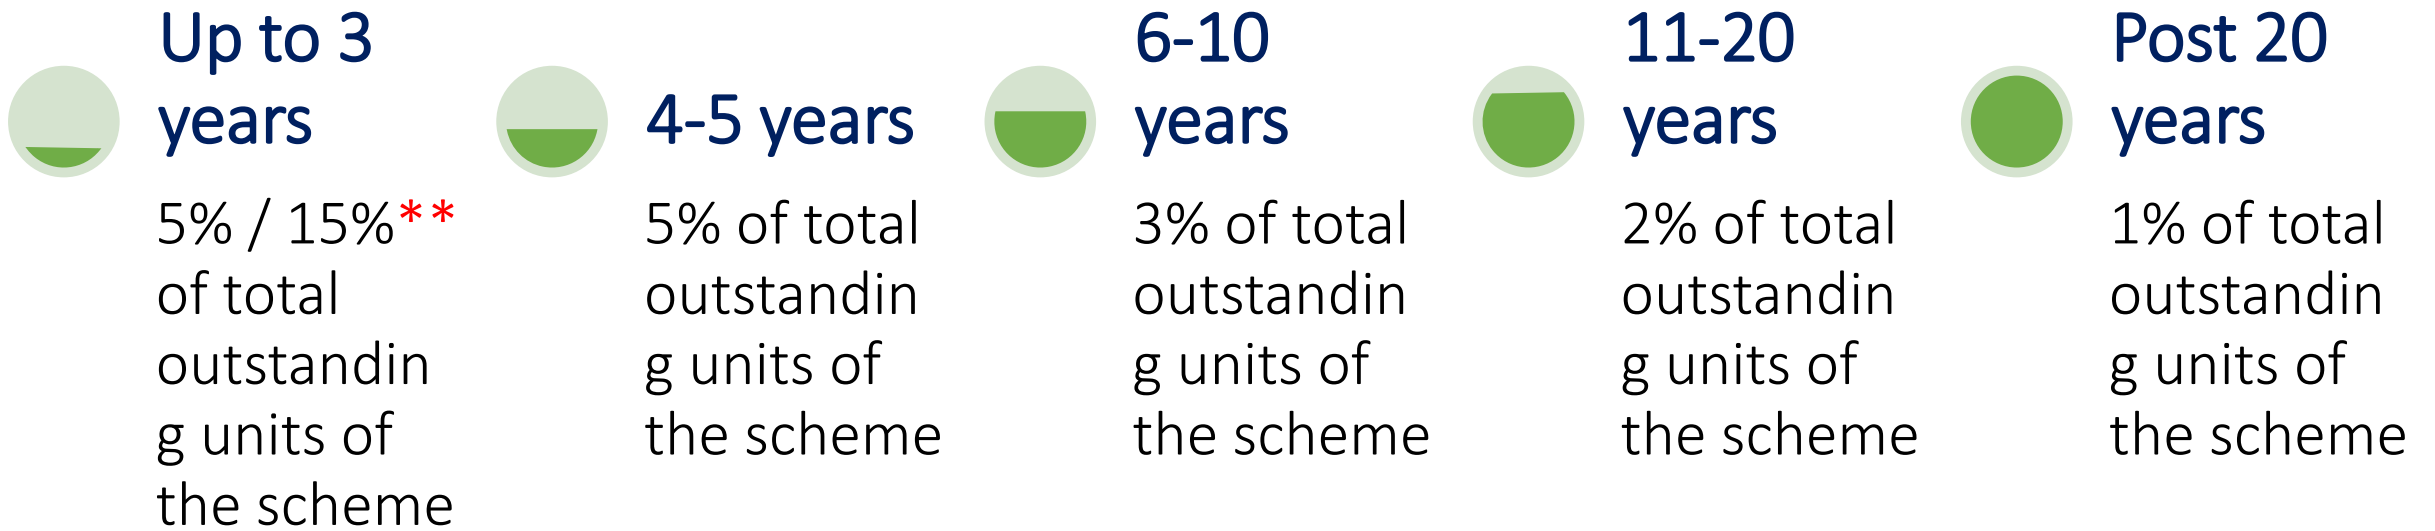 Up to 3
years
5% / 15%**
of total
outstandin
g units of
the scheme
4-5 years
5% of total
outstandin
g units of
the scheme
6-10
years
3% of total
outstandin
g units of
the scheme
11-20
years
2% of total
outstandin
g units of
the scheme
Post 20
years
1% of total
outstandin
g units of
the scheme